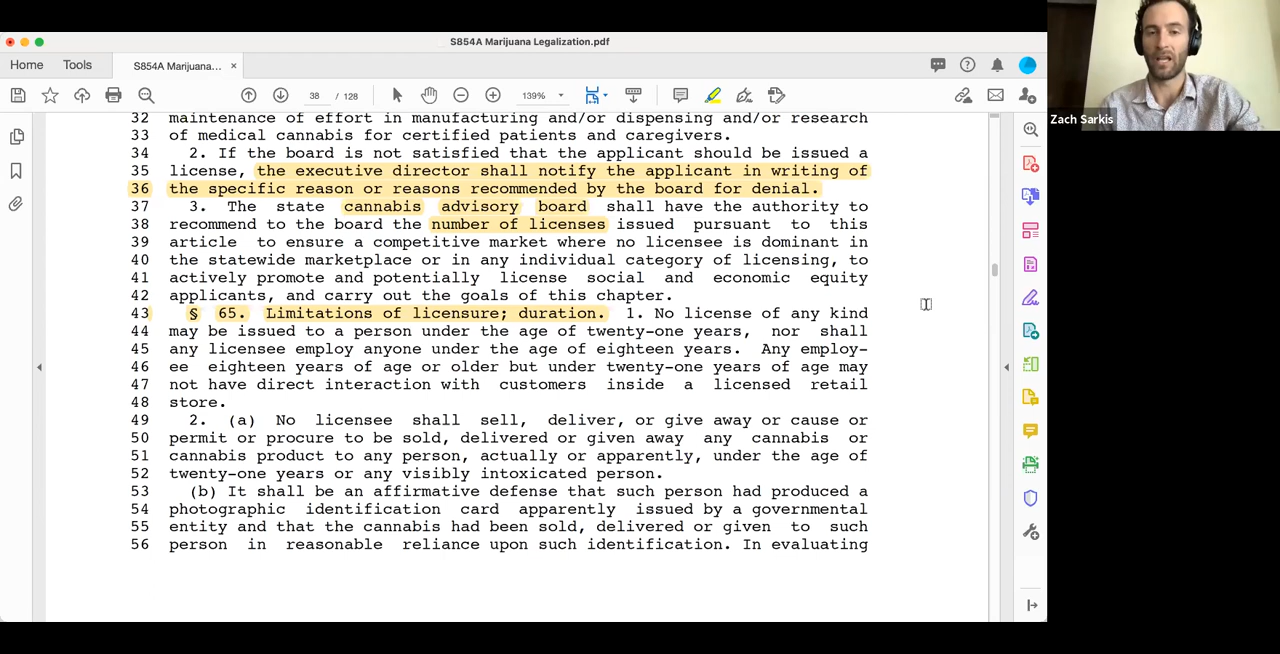 S854A Marijuana Legalization.pdf
Home Tools S854A Marijuana... ×
38 / 128 139%
32 maintenance of effort in manufacturing and/or dispensing and/or research
33 of medical cannabis for certified patients and caregivers.
34 2. If the board is not satisfied that the applicant should be issued a
35 license, the executive director shall notify the applicant in writing of
36 the specific reason or reasons recommended by the board for denial.
37 3. The state cannabis advisory board shall have the authority to
38 recommend to the board the number of licenses issued pursuant to this
39 article to ensure a competitive market where no licensee is dominant in
40 the statewide marketplace or in any individual category of licensing, to
41 actively promote and potentially license social and economic equity
42 applicants, and carry out the goals of this chapter.
43 § 65. Limitations of licensure; duration. 1. No license of any kind
44 may be issued to a person under the age of twenty-one years, nor shall
45 any licensee employ anyone under the age of eighteen years. Any employ-
46 ee eighteen years of age or older but under twenty-one years of age may
47 not have direct interaction with customers inside a licensed retail
48 store.
49 2. (a) No licensee shall sell, deliver, or give away or cause or
50 permit or procure to be sold, delivered or given away any cannabis or
51 cannabis product to any person, actually or apparently, under the age of
52 twenty-one years or any visibly intoxicated person.
53 (b) It shall be an affirmative defense that such person had produced a
54 photographic identification card apparently issued by a governmental
55 entity and that the cannabis had been sold, delivered or given to such
56 person in reasonable reliance upon such identification. In evaluating
Zach Sarkis